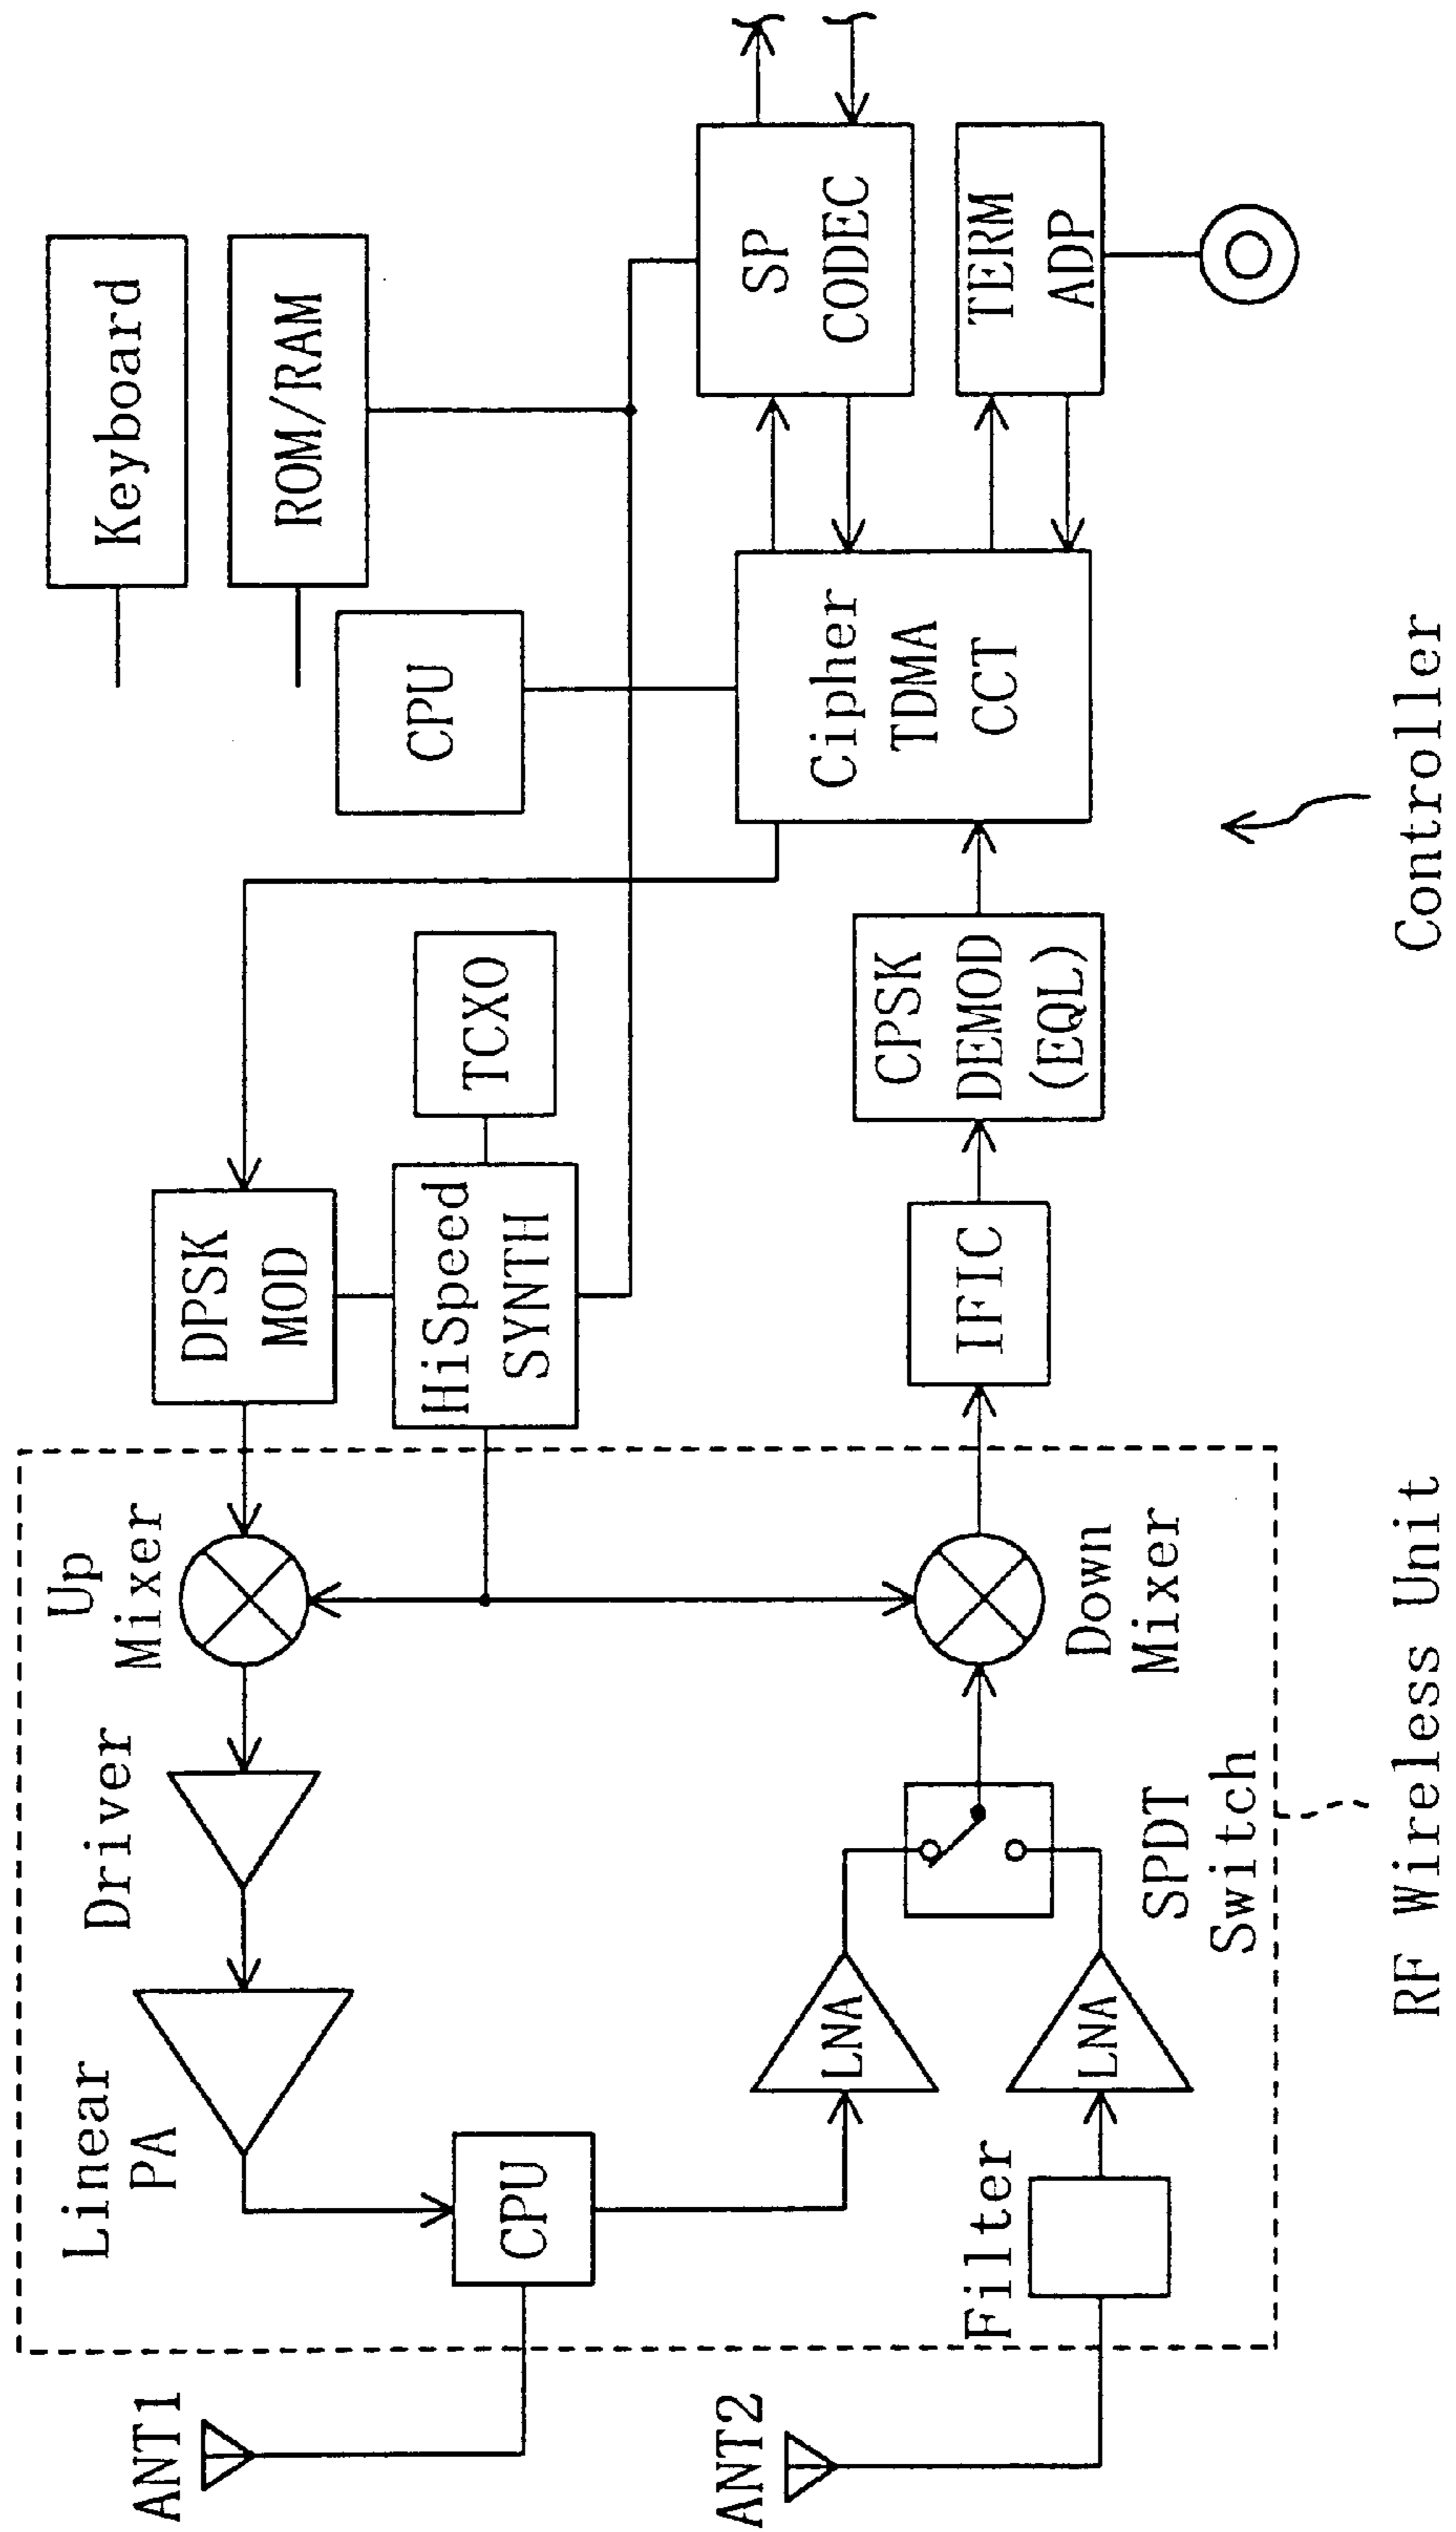 ANT1
ANT2
Linear
PA
Driver
Up
Mixer
CPU
Filter
LNA
LNA
SPDT
Switch
Down
Mixer
RF Wireless Unit
DPSK
MOD
HiSpeed
SYNTH
TCXO
IFIC
CPSK
DEMOD
(EQL)
Keyboard
ROM/RAM
CPU
Cipher
TDMA
CCT
SP
CODEC
TERM
ADP
Controller